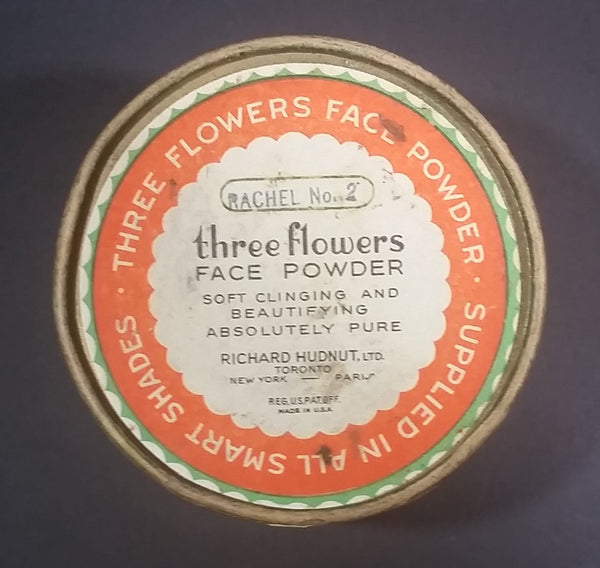 THREE FLOWERS FACE POWDER · SUPPLIED IN ALL SMART SHADES ·
RACHEL No. 2
three flowers
FACE POWDER
SOFT CLINGING AND
BEAUTIFYING
ABSOLUTELY PURE
RICHARD HUDNUT, LTD.
TORONTO
NEW YORK — PARIS
REG. U.S. PAT. OFF.
MADE IN U.S.A.